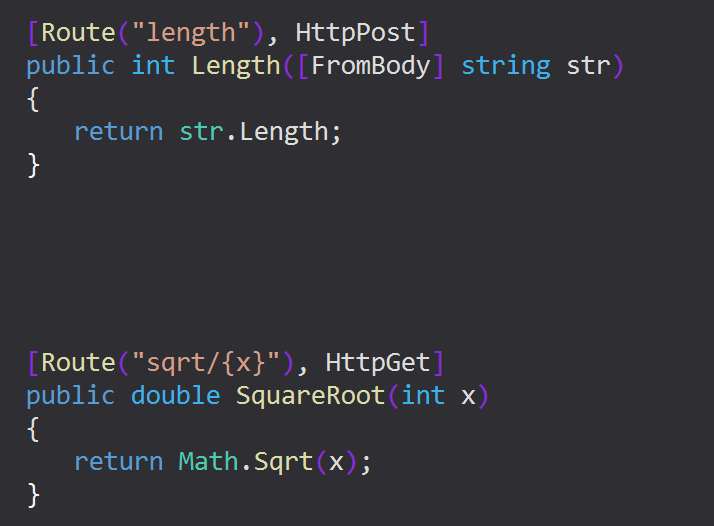 [Route("length"), HttpPost]
public int Length([FromBody] string str)
{
return str.Length;
}
[Route("sqrt/{x}"), HttpGet]
public double SquareRoot(int x)
{
return Math.Sqrt(x);
}